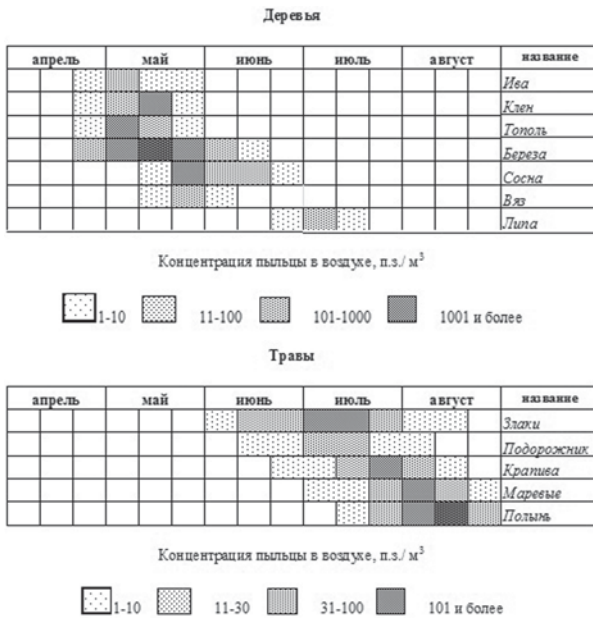 Деревья
апрель май июнь июль август название
Ива
Клен
Тополь
Береза
Сосна
Вяз
Липа
Концентрация пыльцы в воздухе, п.з./ м³
1-10 11-100 101-1000 1001 и более
Травы
апрель май июнь июль август название
Злаки
Подорожник
Крапива
Маревые
Полынь
Концентрация пыльцы в воздухе, п.з./ м³
1-10 11-30 31-100 101 и более